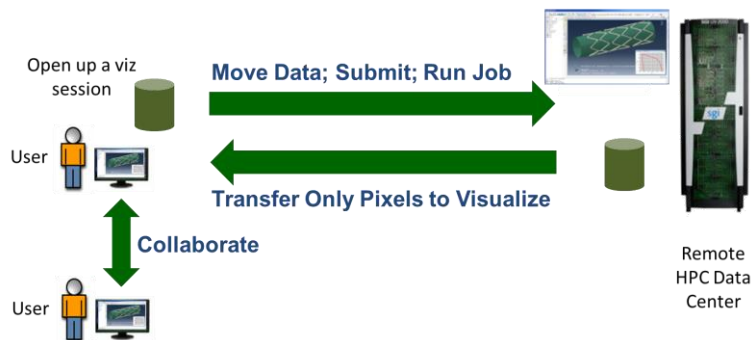 Open up a viz
session
Move Data; Submit; Run Job
User
Transfer Only Pixels to Visualize
Collaborate
User
sgi
Remote
HPC Data
Center